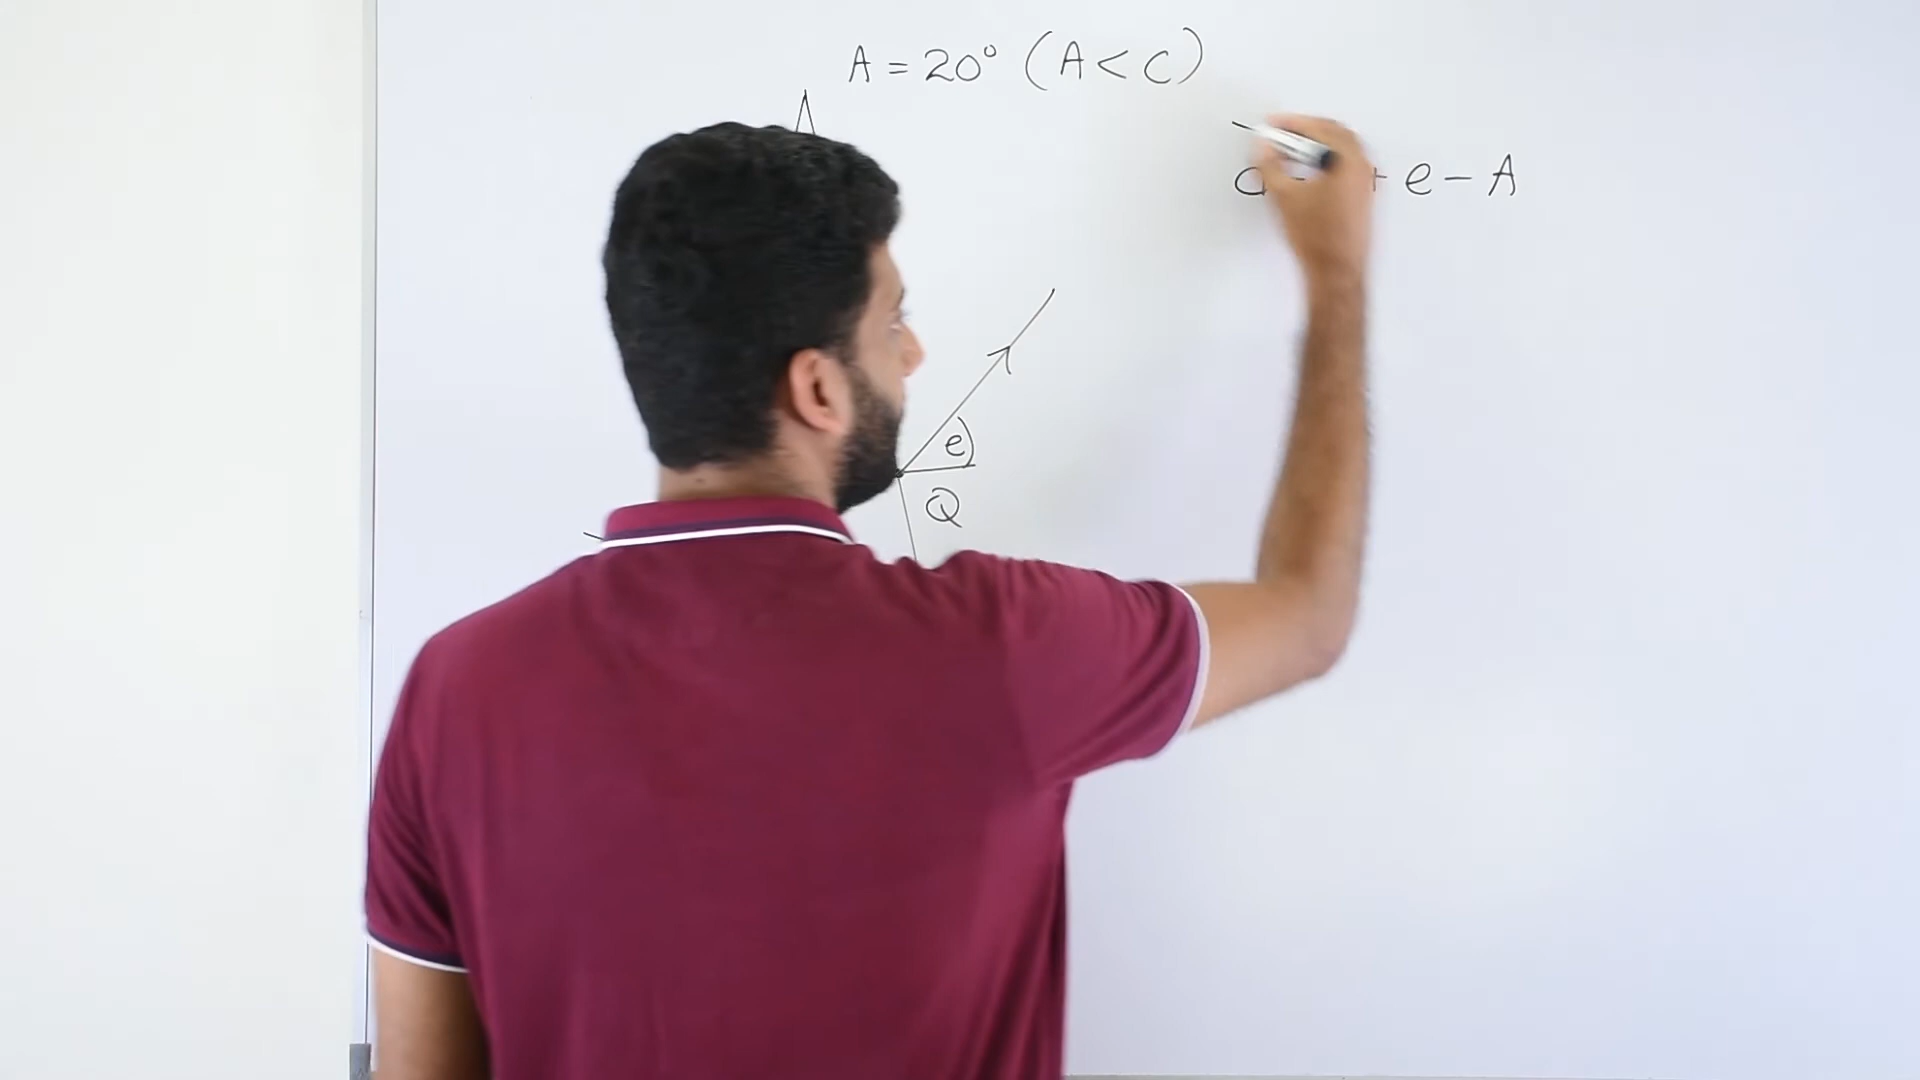 A = 20° (A < C)
+ e - A
e
Q